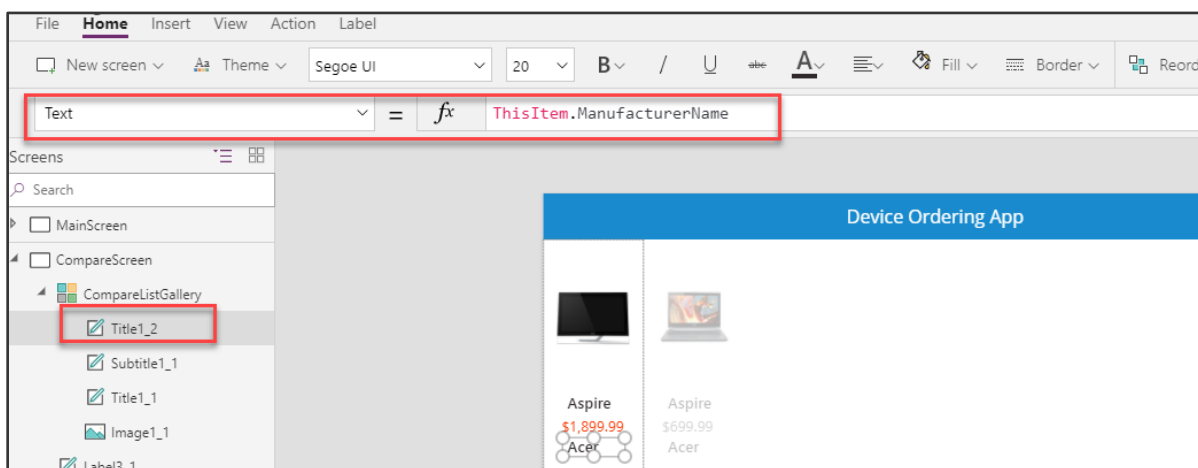 File Home Insert View Action Label
New screen Aa Theme Segoe UI 20 B / U abc A Fill Border Reord
Text = fx ThisItem.ManufacturerName
Screens
Search
MainScreen
Device Ordering App
CompareScreen
CompareListGallery
Title1_2
Subtitle1_1
Title1_1
Aspire Aspire
$1,899.99 $699.99
Image1_1
Acer Acer
Label3_1